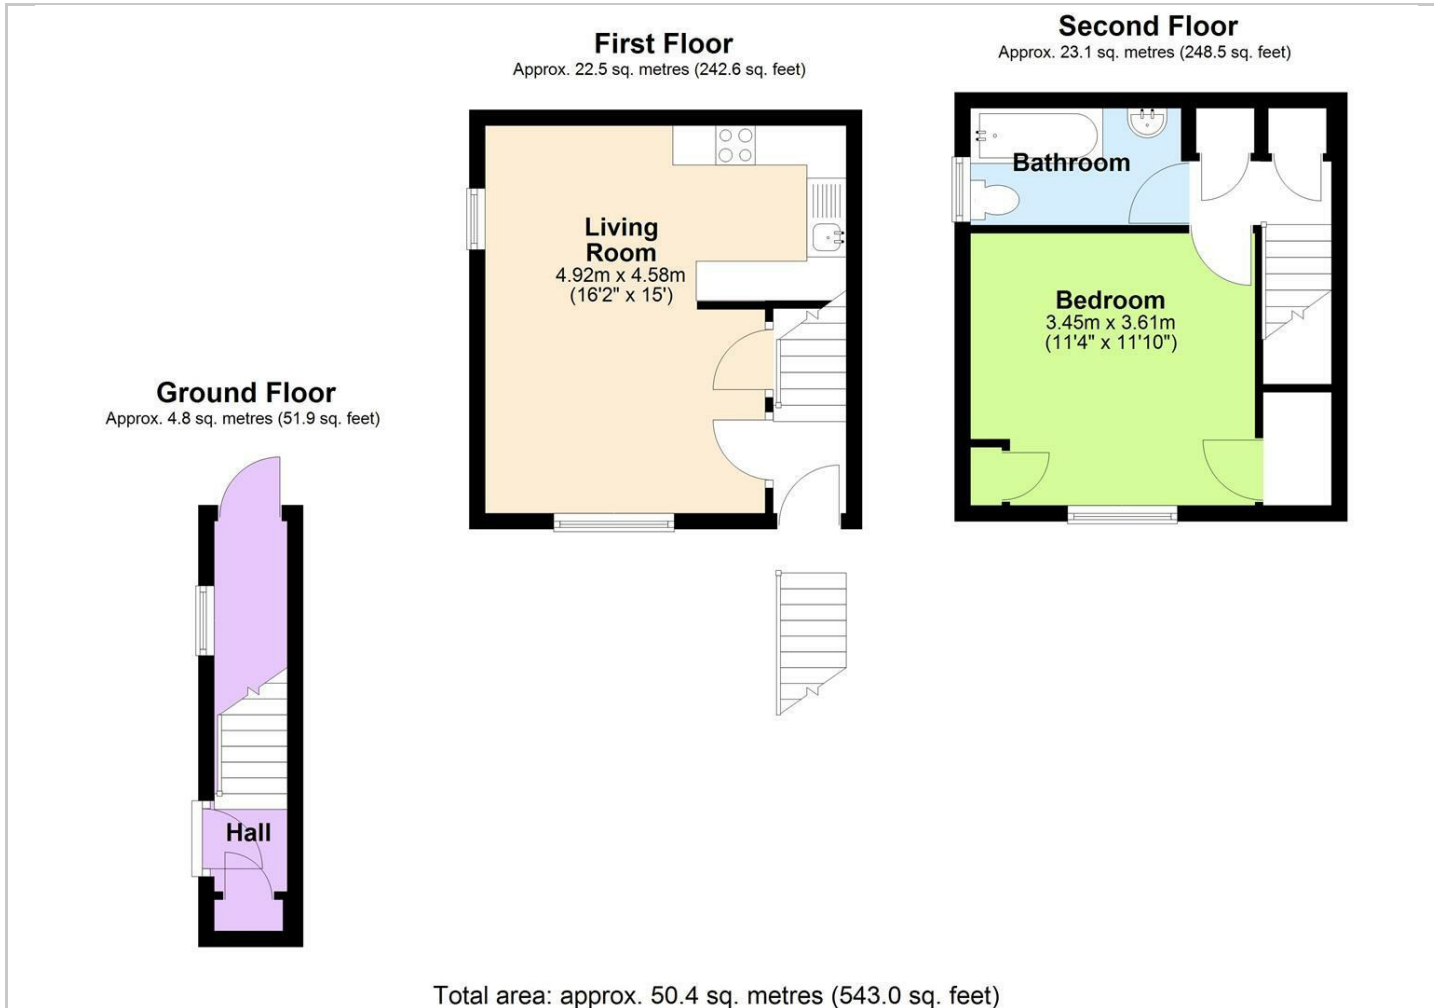 First Floor
Approx. 22.5 sq. metres (242.6 sq. feet)
Second Floor
Approx. 23.1 sq. metres (248.5 sq. feet)
Living
Room
4.92m x 4.58m
(16'2" x 15')
Bathroom
Bedroom
3.45m x 3.61m
(11'4" x 11'10")
Ground Floor
Approx. 4.8 sq. metres (51.9 sq. feet)
Hall
Total area: approx. 50.4 sq. metres (543.0 sq. feet)